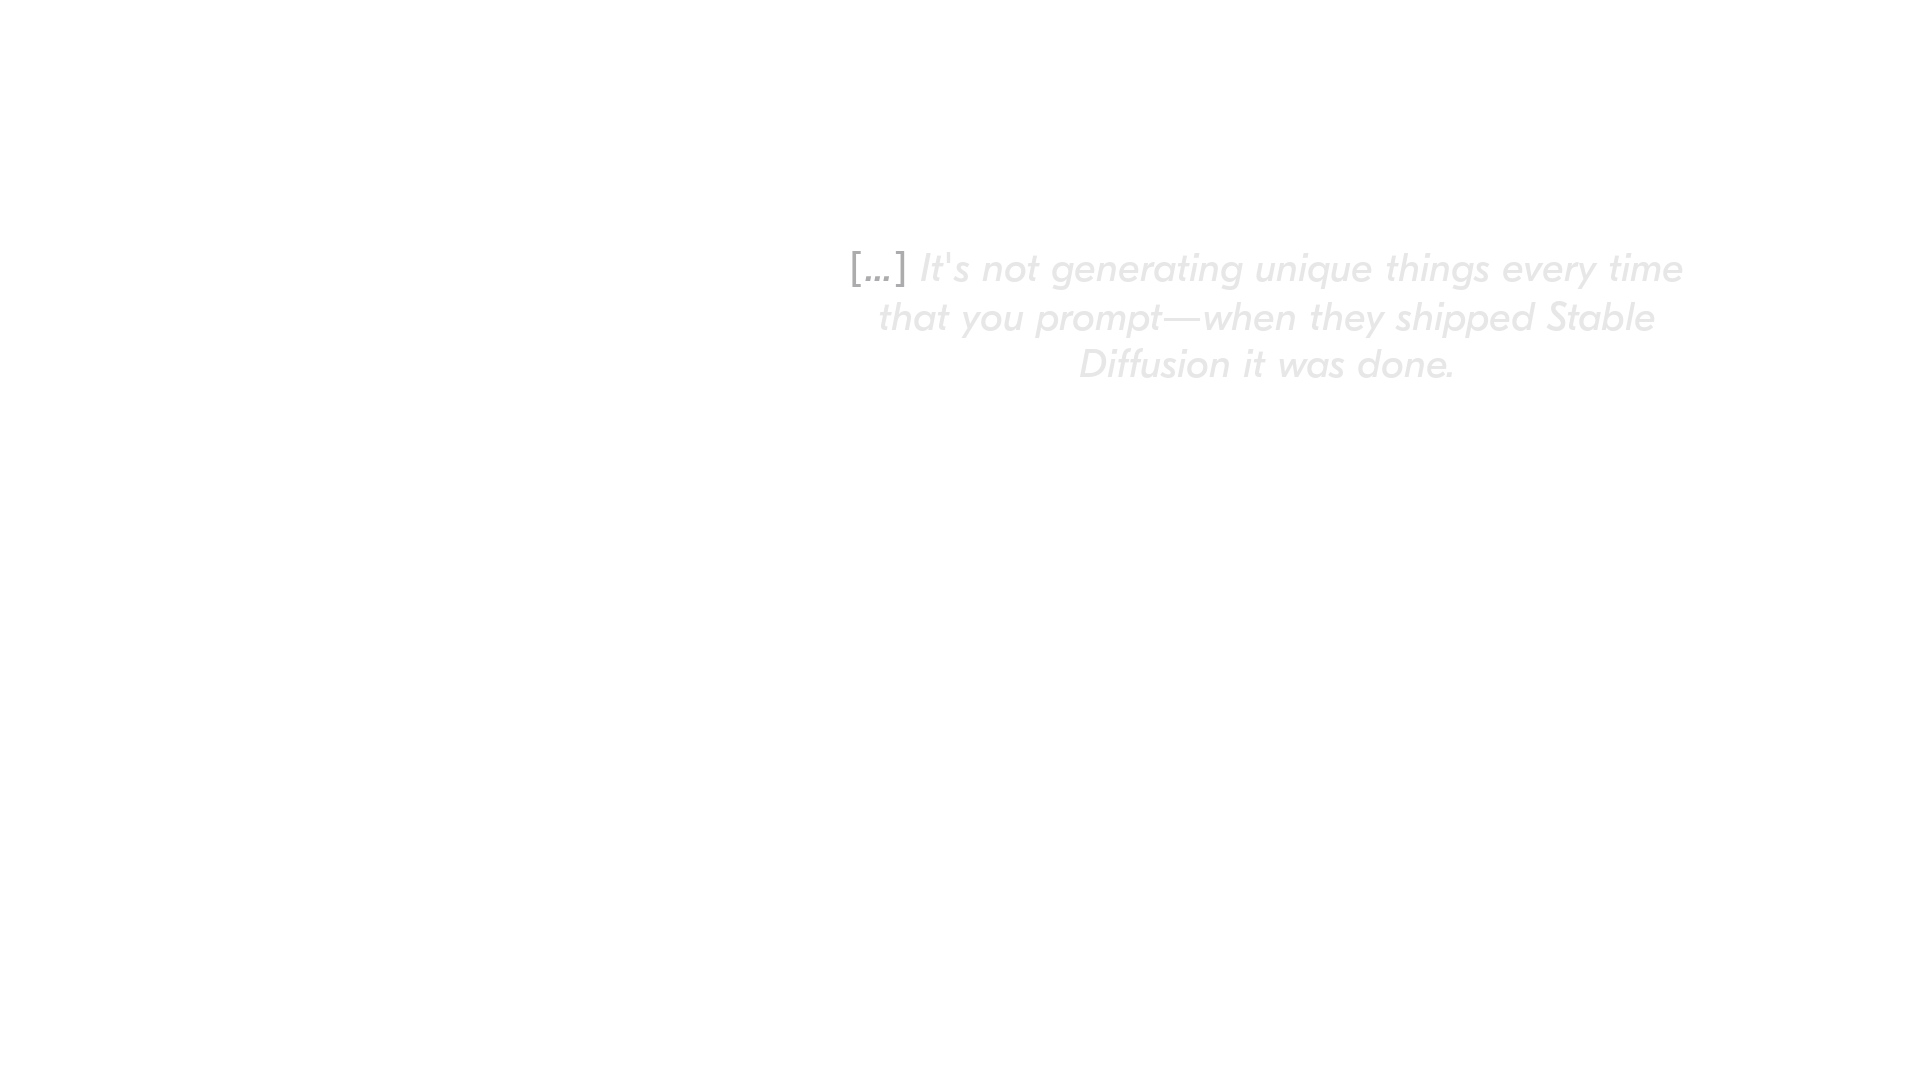 [...] It's not generating unique things every time
that you prompt—when they shipped Stable
Diffusion it was done.